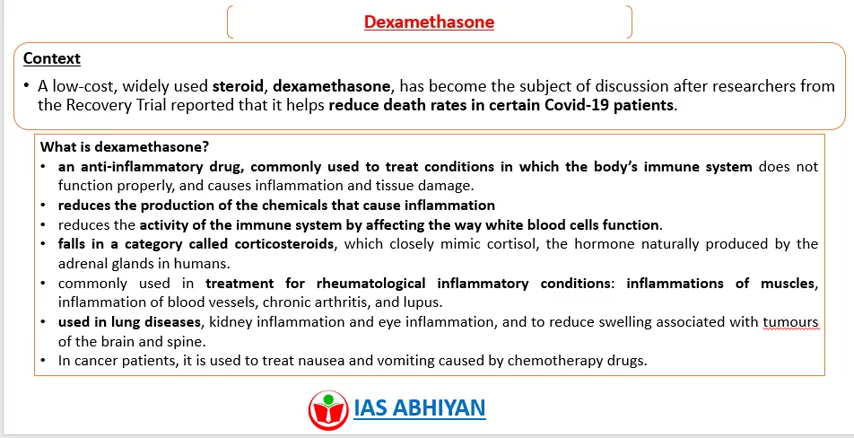 Dexamethasone
Context
• A low-cost, widely used steroid, dexamethasone, has become the subject of discussion after researchers from
the Recovery Trial reported that it helps reduce death rates in certain Covid-19 patients.
What is dexamethasone?
• an anti-inflammatory drug, commonly used to treat conditions in which the body's immune system does not
function properly, and causes inflammation and tissue damage.
• reduces the production of the chemicals that cause inflammation
• reduces the activity of the immune system by affecting the way white blood cells function.
• falls in a category called corticosteroids, which closely mimic cortisol, the hormone naturally produced by the
adrenal glands in humans.
• commonly used in treatment for rheumatological inflammatory conditions: inflammations of muscles,
inflammation of blood vessels, chronic arthritis, and lupus.
• used in lung diseases, kidney inflammation and eye inflammation, and to reduce swelling associated with tumours
of the brain and spine.
• In cancer patients, it is used to treat nausea and vomiting caused by chemotherapy drugs.
IAS ABHIYAN